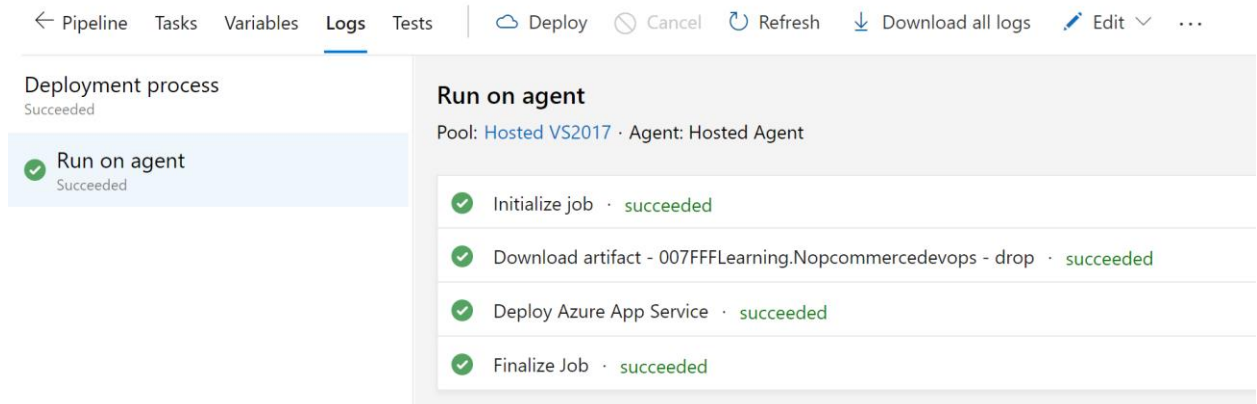 ← Pipeline Tasks Variables Logs Tests Deploy Cancel Refresh Download all logs Edit ...
Deployment process
Succeeded
Run on agent
Succeeded
Run on agent
Pool: Hosted VS2017 · Agent: Hosted Agent
Initialize job · succeeded
Download artifact - 007FFFLearning.Nopcommercedevops - drop · succeeded
Deploy Azure App Service · succeeded
Finalize Job · succeeded